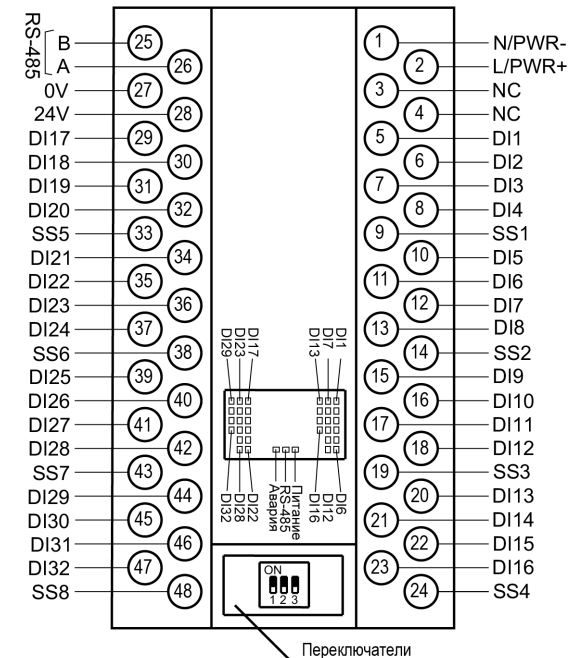 RS-485
B 25
A 26
0V 27
24V 28
DI17 29
DI18 30
DI19 31
DI20 32
SS5 33
DI21 34
DI22 35
DI23 36
DI24 37
SS6 38
DI25 39
DI26 40
DI27 41
DI28 42
SS7 43
DI29 44
DI30 45
DI31 46
DI32 47
SS8 48
DI29
DI23
DI17
DI13
DI7
DI1
DI32
DI28
DI22
Авария
RS-485
Питание
DI16
DI12
DI6
ON
1 2 3
Переключатели
1 N/PWR-
2 L/PWR+
3 NC
4 NC
5 DI1
6 DI2
7 DI3
8 DI4
9 SS1
10 DI5
11 DI6
12 DI7
13 DI8
14 SS2
15 DI9
16 DI10
17 DI11
18 DI12
19 SS3
20 DI13
21 DI14
22 DI15
23 DI16
24 SS4